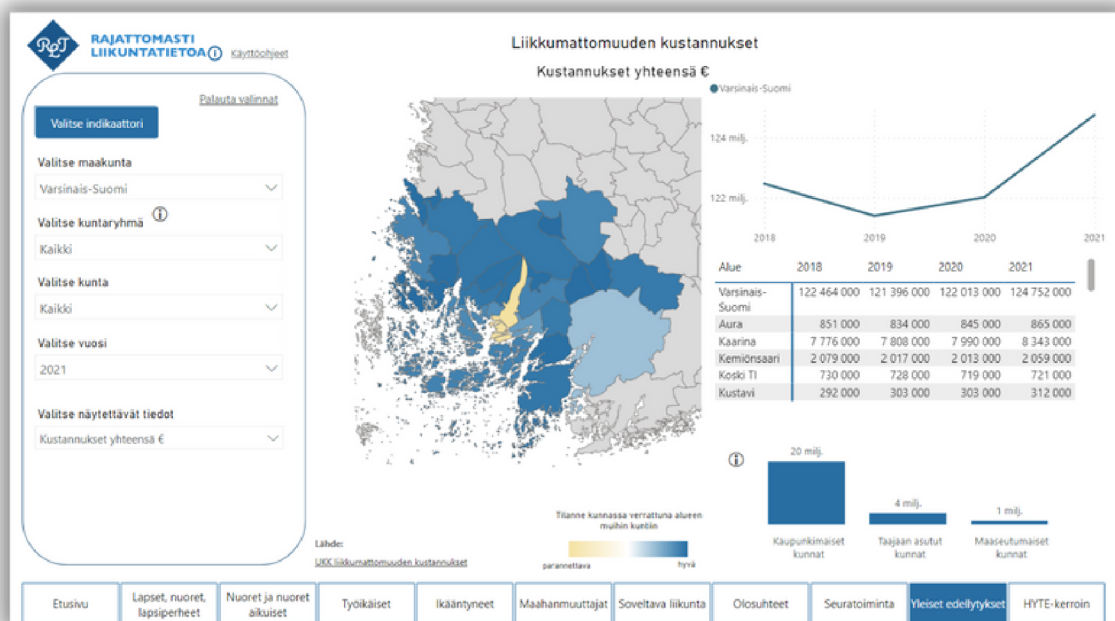 RLT
RAJATTOMASTI
LIIKUNTATIETOA
Käyttöohjeet
Palauta valinnat
Valitse indikaattori
Valitse maakunta
Varsinais-Suomi
Valitse kuntaryhmä
Kaikki
Valitse kunta
Kaikki
Valitse vuosi
2021
Valitse näytettävät tiedot
Kustannukset yhteensä €
Liikkumattomuuden kustannukset
Kustannukset yhteensä €
Varsinais-Suomi
124 milj.
122 milj.
2018 2019 2020 2021
Alue 2018 2019 2020 2021
Varsinais-Suomi 122 464 000 121 396 000 122 013 000 124 752 000
Aura 851 000 834 000 845 000 865 000
Kaarina 7 776 000 7 808 000 7 990 000 8 343 000
Kemiönsaari 2 079 000 2 017 000 2 013 000 2 059 000
Koski Tl 730 000 728 000 719 000 721 000
Kustavi 292 000 303 000 303 000 312 000
20 milj.
4 milj.
1 milj.
Kaupunkimaiset kunnat
Taajaan asutut kunnat
Maaseutumaiset kunnat
Tilanne kunnassa verrattuna alueen
muihin kuntiin
parannettava hyvä
Lähde:
UKK liikkumattomuuden kustannukset
Etusivu
Lapset, nuoret, lapsiperheet
Nuoret ja nuoret aikuiset
Työikäiset
Ikääntyneet
Maahanmuuttajat
Soveltava liikunta
Olosuhteet
Seuratoiminta
Yleiset edellytykset
HYTE-kerroin